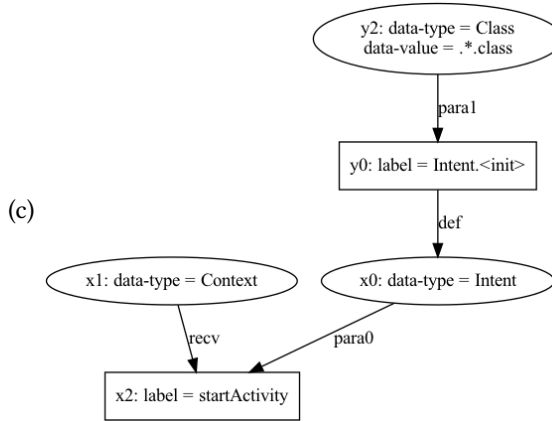 y2: data-type = Class
data-value = .*.class
para1
y0: label = Intent.<init>
(c)
def
x1: data-type = Context
x0: data-type = Intent
recv
para0
x2: label = startActivity